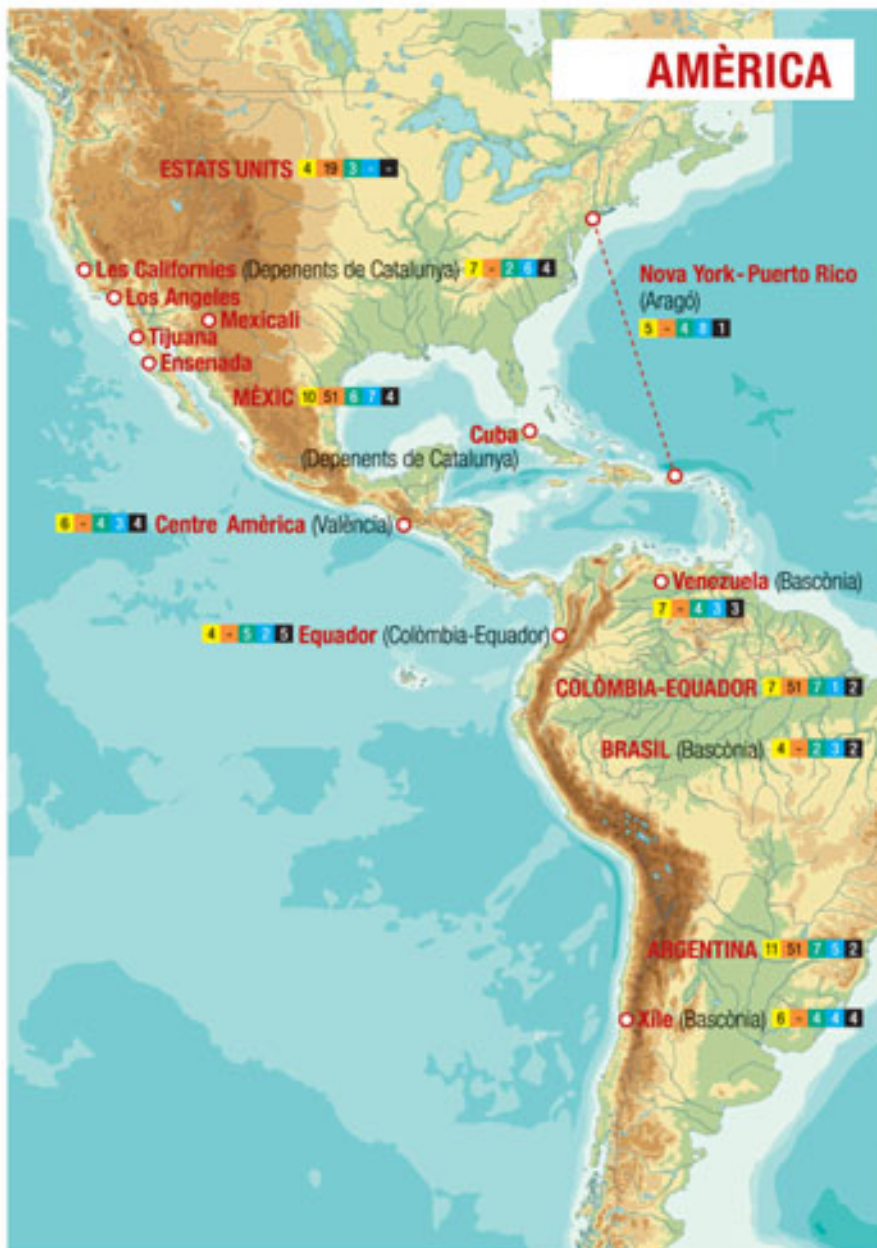 AMÈRICA
ESTATS UNITS 4 19 3 - -
Les Californies (Depenents de Catalunya) 7 - 2 6 4
Los Angeles
Mexicali
Tijuana
Ensenada
Nova York-Puerto Rico
(Aragó)
5 - 4 8 1
MÈXIC 10 51 6 7 4
Cuba
(Depenents de Catalunya)
6 - 4 3 4 Centre Amèrica (València)
Venezuela (Bascònia)
7 - 4 3 3
4 - 5 2 5 Equador (Colòmbia-Equador)
COLÒMBIA-EQUADOR 7 51 7 1 2
BRASIL (Bascònia) 4 - 2 3 2
ARGENTINA 11 51 7 5 2
Xile (Bascònia) 6 - 4 4 4